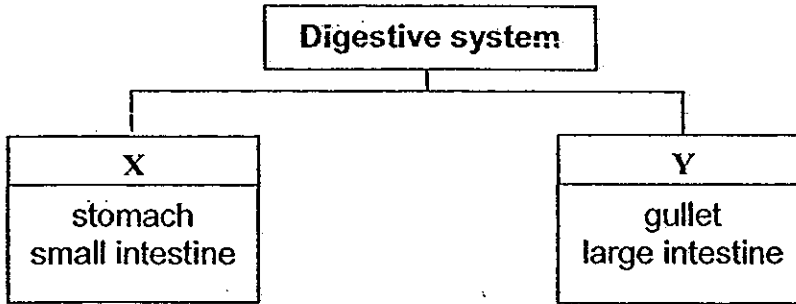 Digestive system
X
stomach
small intestine
Y
gullet
large intestine